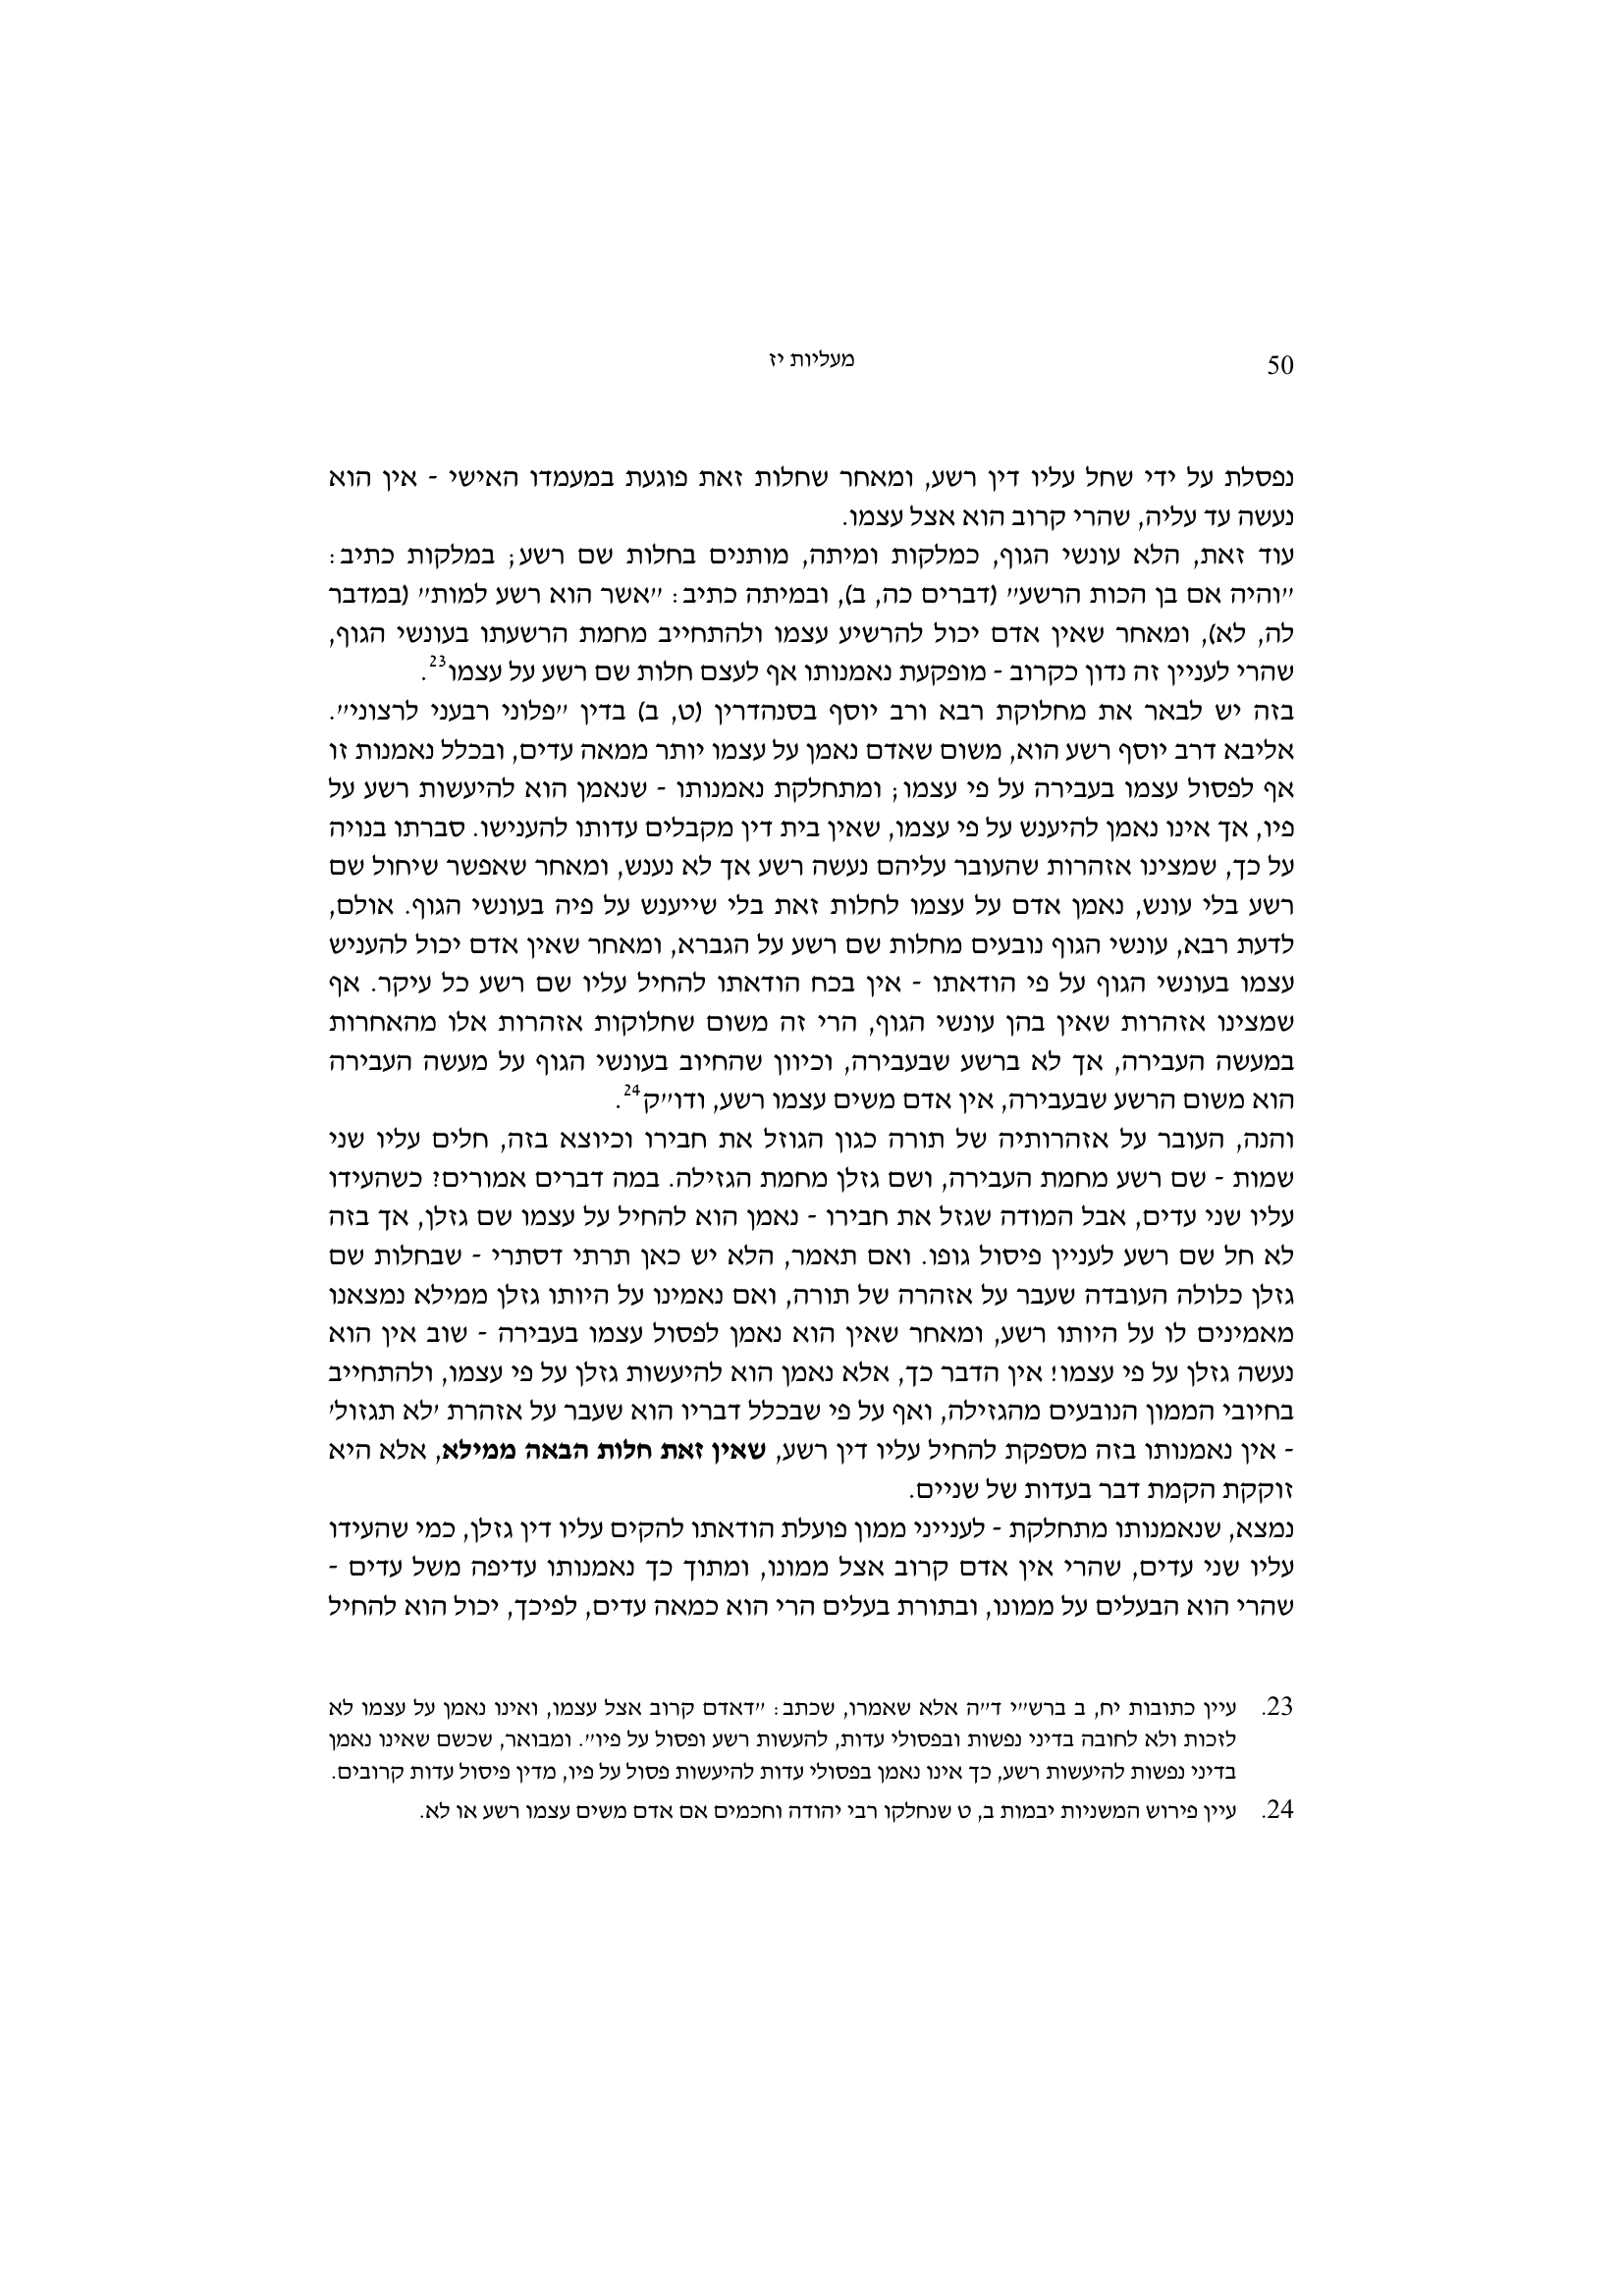 50
מעליות יז
נפסלת על ידי שחל עליו דין רשע, ומאחר שחלות זאת פוגעת במעמדו האישי - אין הוא
נעשה עד עליה, שהרי קרוב הוא אצל עצמו.
עוד זאת, הלא עונשי הגוף, כמלקות ומיתה, מותנים בחלות שם רשע; במלקות כתיב:
״והיה אם בן הכות הרשע״ (דברים כה, ב), ובמיתה כתיב: ״אשר הוא רשע למות״ (במדבר
לה, לא), ומאחר שאין אדם יכול להרשיע עצמו ולהתחייב מחמת הרשעתו בעונשי הגוף,
שהרי לעניין זה נדון כקרוב - מופקעת נאמנותו אף לעצם חלות שם רשע על עצמו23.
בזה יש לבאר את מחלוקת רבא ורב יוסף בסנהדרין (ט, ב) בדין ״פלוני רבעני לרצוני״.
אליבא דרב יוסף רשע הוא, משום שאדם נאמן על עצמו יותר ממאה עדים, ובכלל נאמנות זו
אף לפסול עצמו בעבירה על פי עצמו; ומתחלקת נאמנותו - שנאמן הוא להיעשות רשע על
פיו, אך אינו נאמן להיענש על פי עצמו, שאין בית דין מקבלים עדותו להענישו. סברתו בנויה
על כך, שמצינו אזהרות שהעובר עליהם נעשה רשע אך לא נענש, ומאחר שאפשר שיחול שם
רשע בלי עונש, נאמן אדם על עצמו לחלות זאת בלי שייענש על פיה בעונשי הגוף. אולם,
לדעת רבא, עונשי הגוף נובעים מחלות שם רשע על הגברא, ומאחר שאין אדם יכול להעניש
עצמו בעונשי הגוף על פי הודאתו - אין בכח הודאתו להחיל עליו שם רשע כל עיקר. אף
שמצינו אזהרות שאין בהן עונשי הגוף, הרי זה משום שחלוקות אזהרות אלו מהאחרות
במעשה העבירה, אך לא ברשע שבעבירה, וכיוון שהחיוב בעונשי הגוף על מעשה העבירה
הוא משום הרשע שבעבירה, אין אדם משים עצמו רשע, ודו״ק24.
והנה, העובר על אזהרותיה של תורה כגון הגוזל את חבירו וכיוצא בזה, חלים עליו שני
שמות - שם רשע מחמת העבירה, ושם גזלן מחמת הגזילה. במה דברים אמורים? כשהעידו
עליו שני עדים, אבל המודה שגזל את חבירו - נאמן הוא להחיל על עצמו שם גזלן, אך בזה
לא חל שם רשע לעניין פיסול גופו. ואם תאמר, הלא יש כאן תרתי דסתרי - שבחלות שם
גזלן כלולה העובדה שעבר על אזהרה של תורה, ואם נאמינו על היותו גזלן ממילא נמצאנו
מאמינים לו על היותו רשע, ומאחר שאין הוא נאמן לפסול עצמו בעבירה - שוב אין הוא
נעשה גזלן על פי עצמו! אין הדבר כך, אלא נאמן הוא להיעשות גזלן על פי עצמו, ולהתחייב
בחיובי הממון הנובעים מהגזילה, ואף על פי שבכלל דבריו הוא שעבר על אזהרת ׳לא תגזול׳
- אין נאמנותו בזה מספקת להחיל עליו דין רשע, שאין זאת חלות הבאה ממילא, אלא היא
זוקקת הקמת דבר בעדות של שניים.
נמצא, שנאמנותו מתחלקת - לענייני ממון פועלת הודאתו להקים עליו דין גזלן, כמי שהעידו
עליו שני עדים, שהרי אין אדם קרוב אצל ממונו, ומתוך כך נאמנותו עדיפה משל עדים -
שהרי הוא הבעלים על ממונו, ובתורת בעלים הרי הוא כמאה עדים, לפיכך, יכול הוא להחיל
23. עיין כתובות יח, ב ברש״י ד״ה אלא שאמרו, שכתב: ״דאדם קרוב אצל עצמו, ואינו נאמן על עצמו לא
לזכות ולא לחובה בדיני נפשות ובפסולי עדות, להעשות רשע ופסול על פיו״. ומבואר, שכשם שאינו נאמן
בדיני נפשות להיעשות רשע, כך אינו נאמן בפסולי עדות להיעשות פסול על פיו, מדין פיסול עדות קרובים.
24. עיין פירוש המשניות יבמות ב, ט שנחלקו רבי יהודה וחכמים אם אדם משים עצמו רשע או לא.